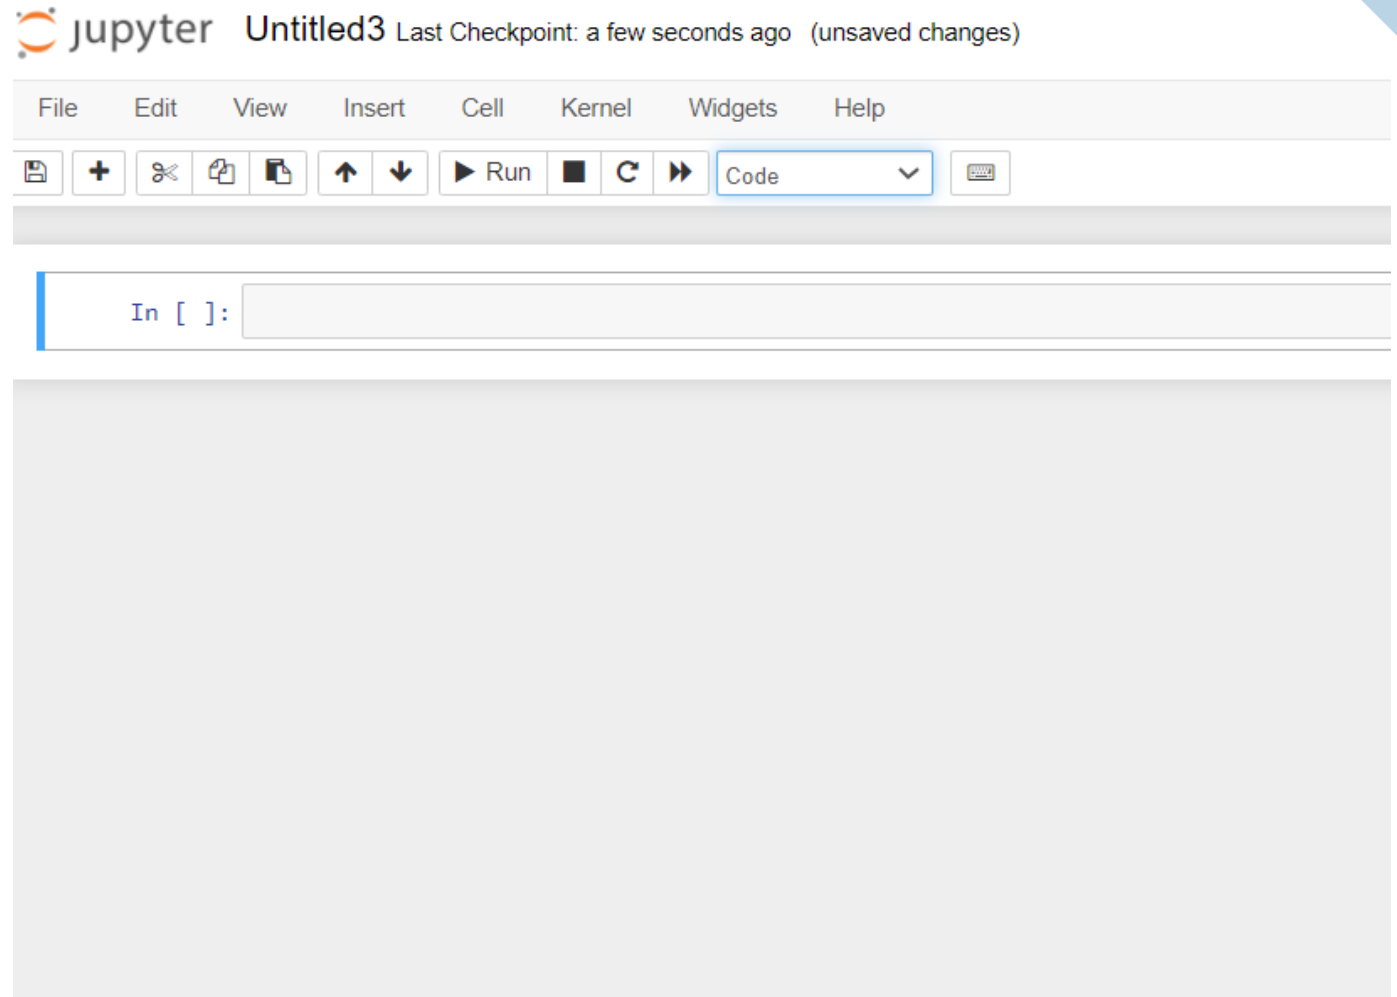 jupyter Untitled3 Last Checkpoint: a few seconds ago (unsaved changes)
File Edit View Insert Cell Kernel Widgets Help
Run Code
In [ ]: